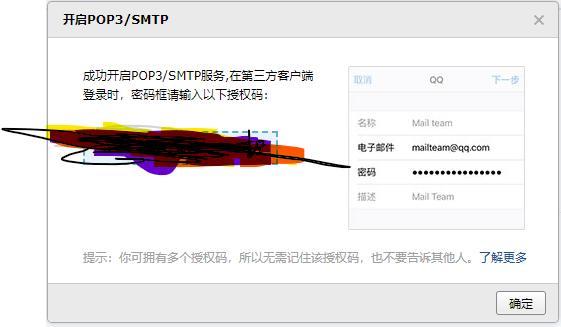 开启POP3/SMTP
成功开启POP3/SMTP服务,在第三方客户端
登录时，密码框请输入以下授权码：
取消 QQ 下一步
名称 Mail team
电子邮件 mailteam@qq.com
密码 ●●●●●●●●●●●●●●●●
描述 Mail Team
提示：你可拥有多个授权码，所以无需记住该授权码，也不要告诉其他人。了解更多
确定